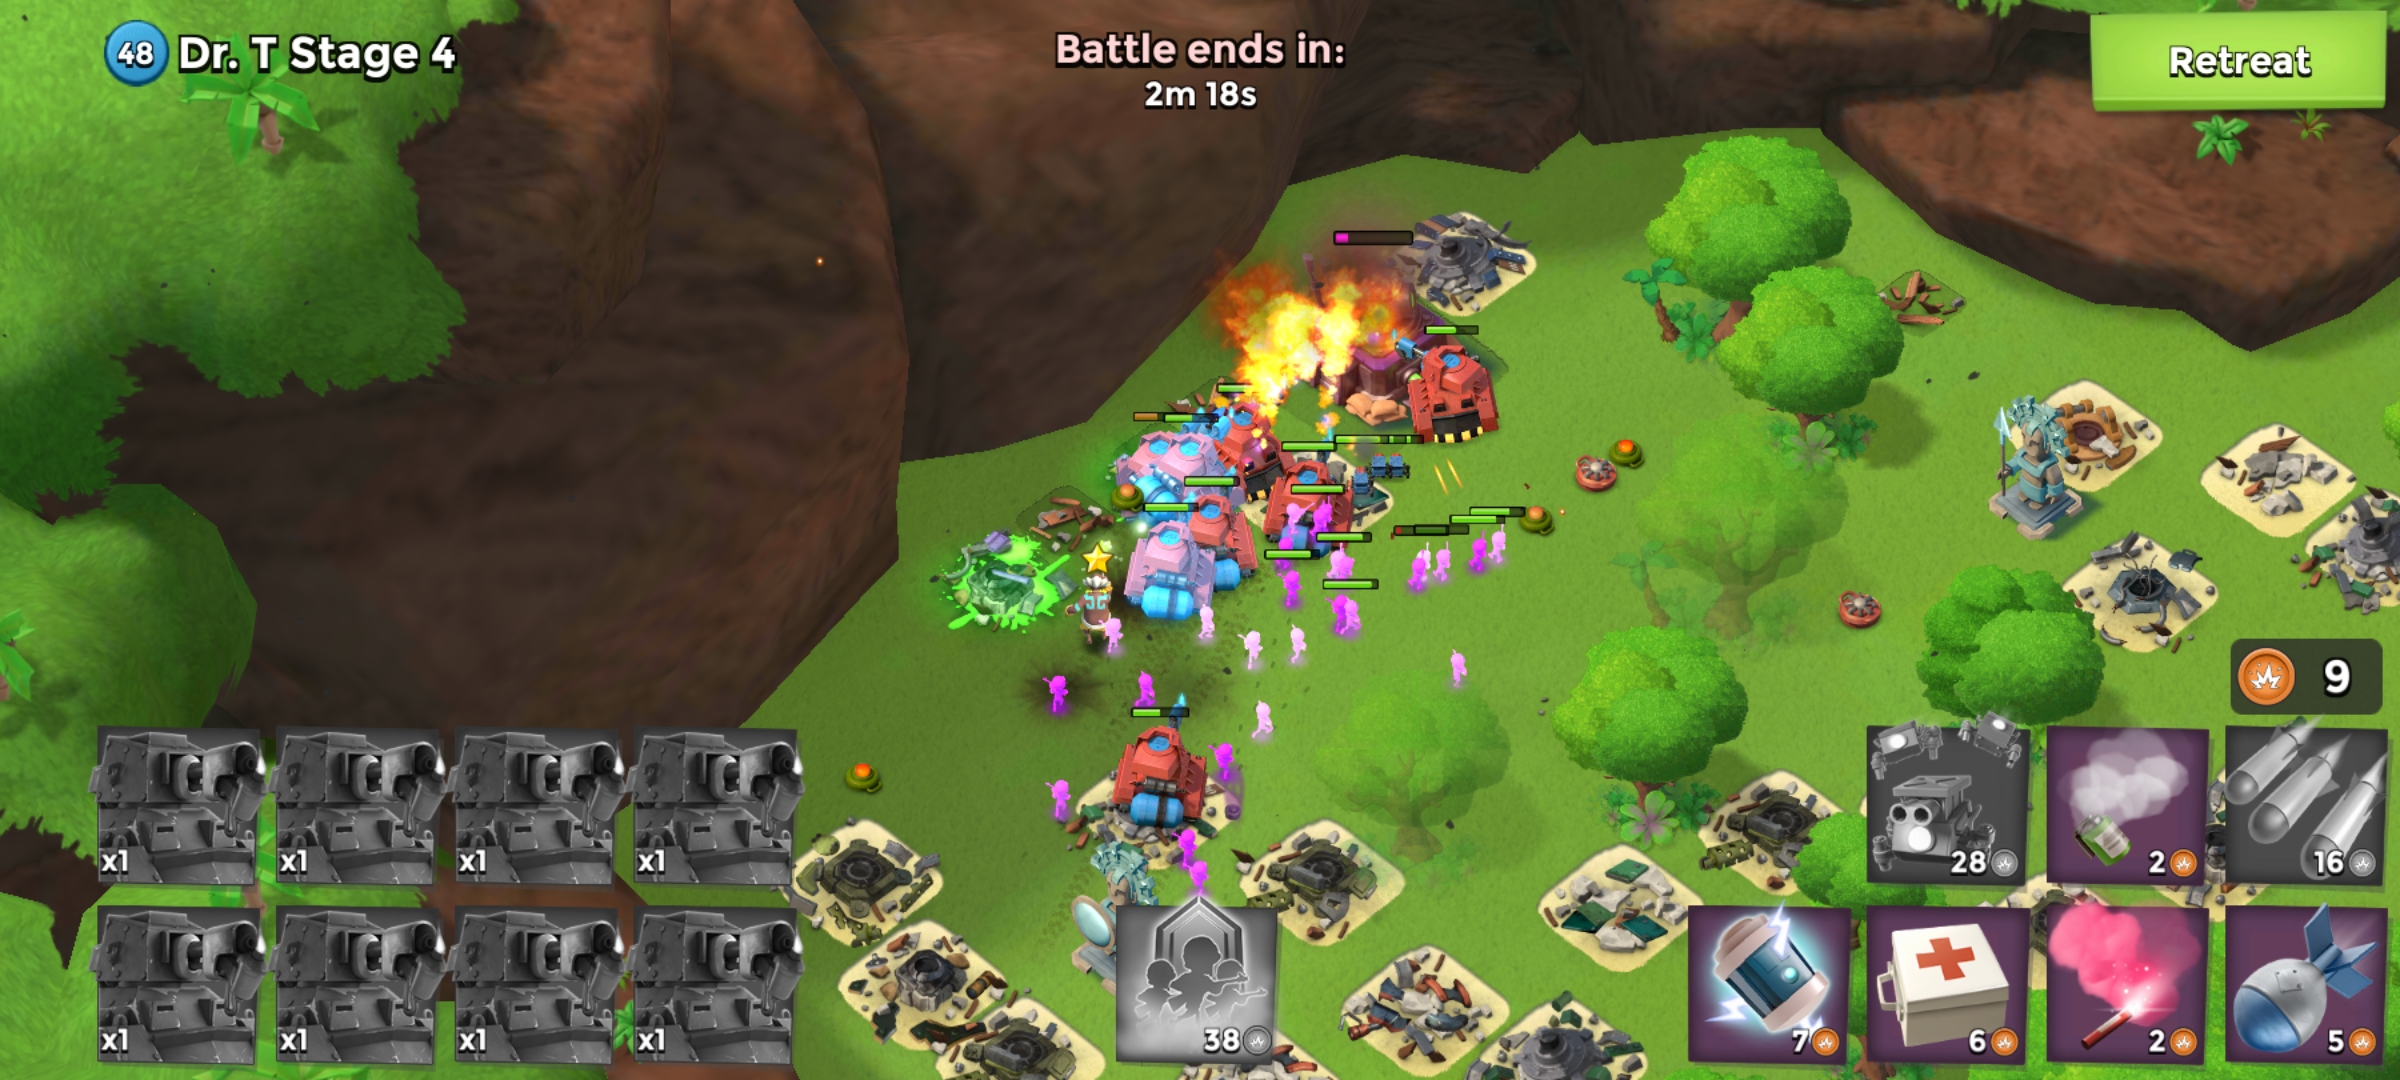 48 Dr. T Stage 4
Battle ends in:
2m 18s
Retreat
52
9
x1 x1 x1 x1
28 2 16
x1 x1 x1 x1
38 7 6 2 5